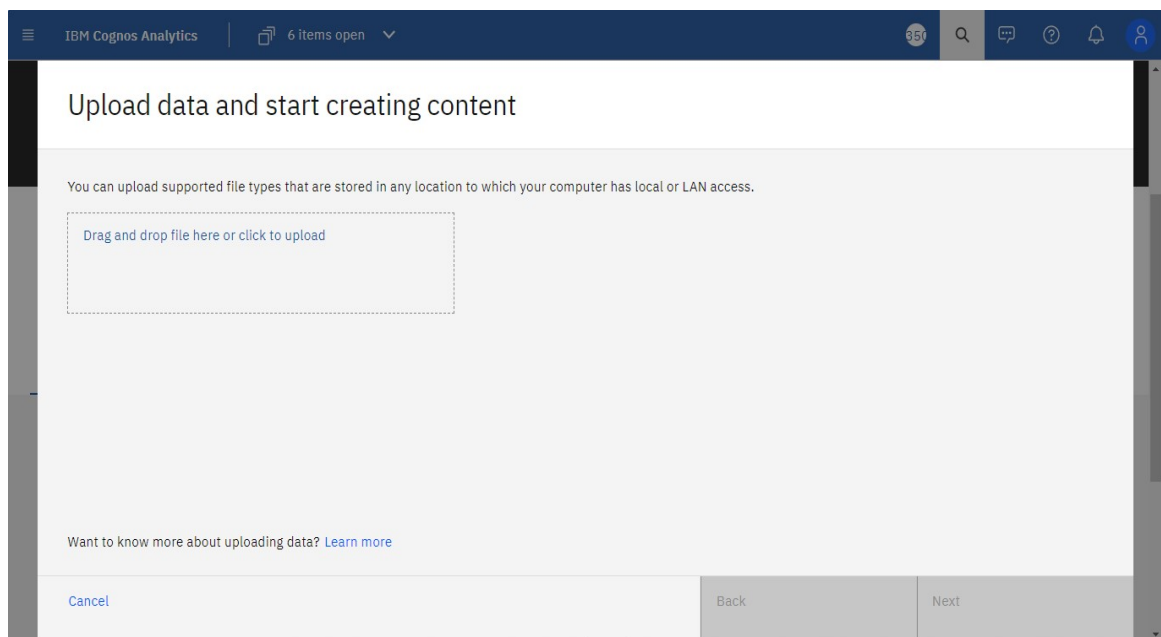 IBM Cognos Analytics 6 items open 350
Upload data and start creating content
You can upload supported file types that are stored in any location to which your computer has local or LAN access.
Drag and drop file here or click to upload
Want to know more about uploading data? Learn more
Cancel Back Next